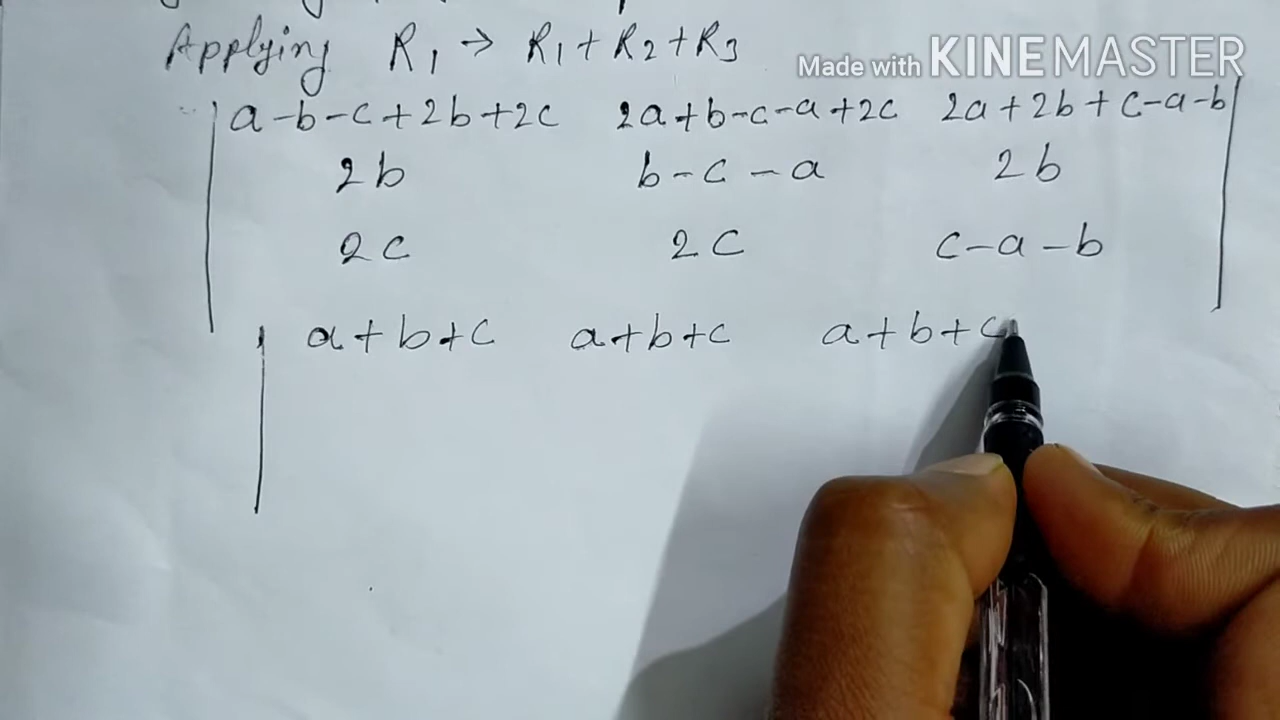 Applying R1 → R1 + R2 + R3
Made with KINEMASTER
a-b-c+2b+2c 2a+b-c-a+2c 2a+2b+c-a-b
2b b-c-a 2b
2c 2c c-a-b
a+b+c a+b+c a+b+c